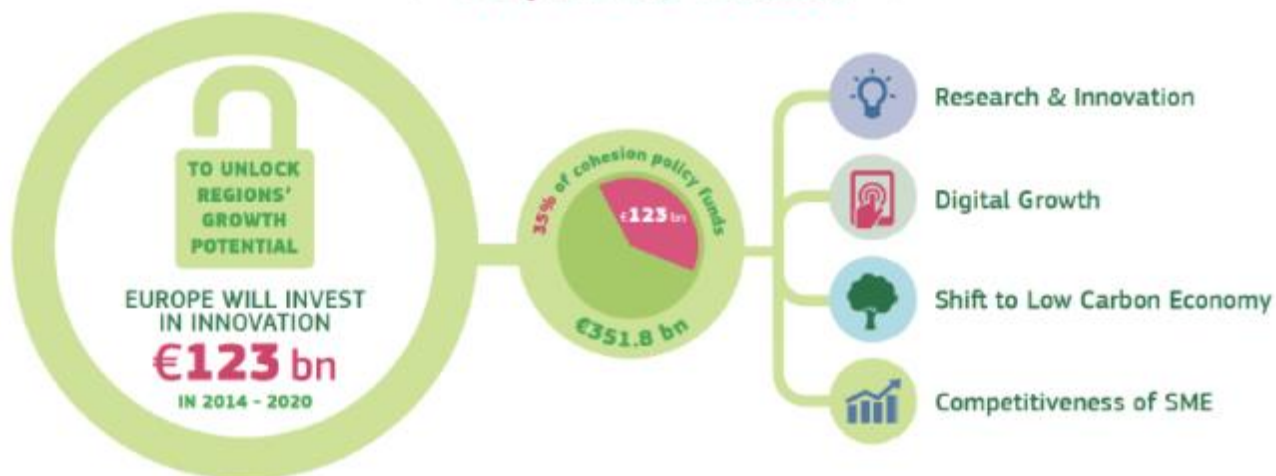 TO UNLOCK
REGIONS'
GROWTH
POTENTIAL
EUROPE WILL INVEST
IN INNOVATION
€123 bn
IN 2014 - 2020
35% of cohesion policy funds
€123 bn
€351.8 bn
Research & Innovation
Digital Growth
Shift to Low Carbon Economy
Competitiveness of SME